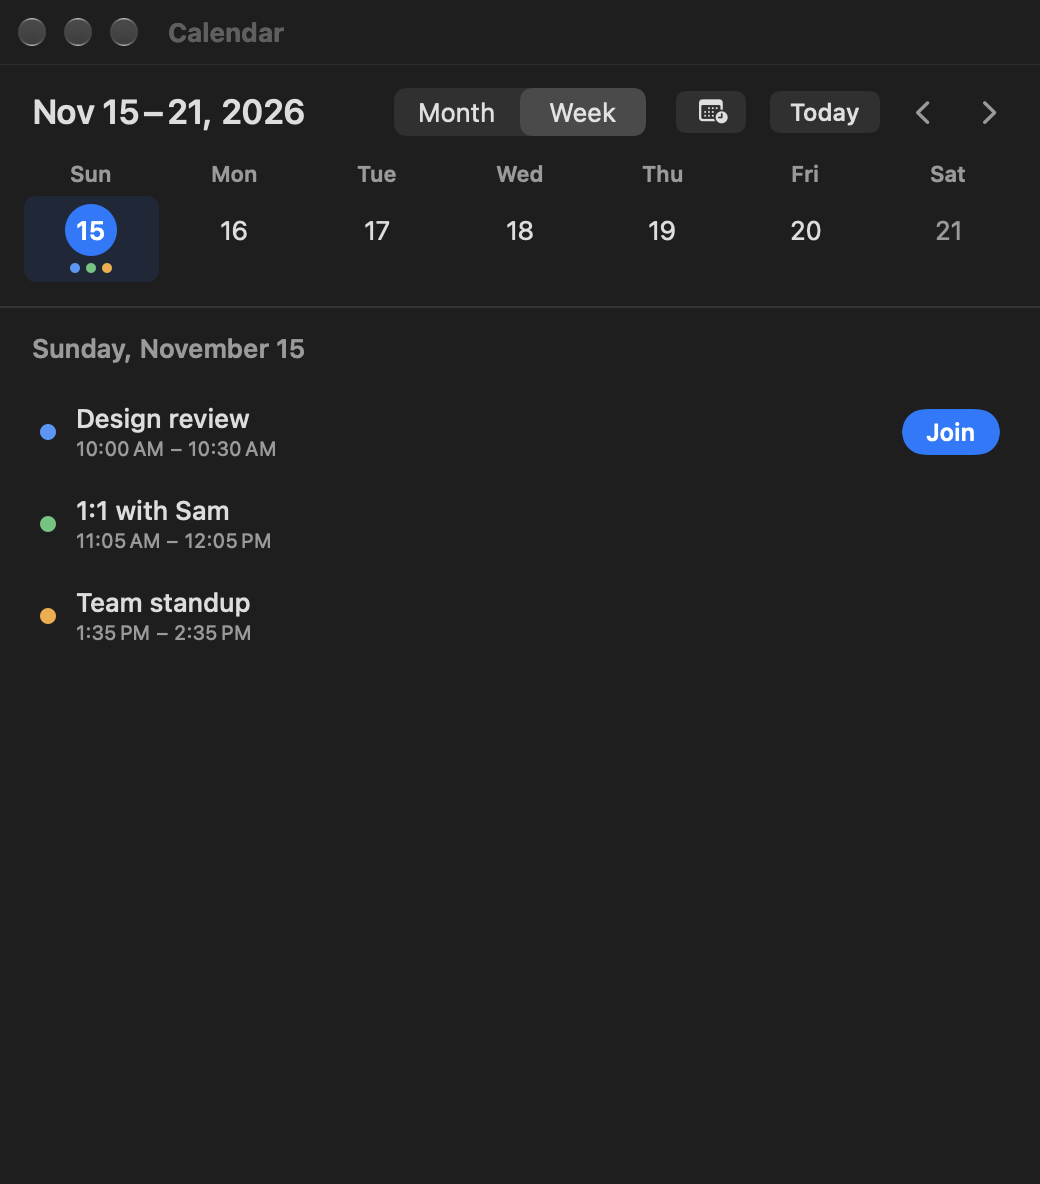 Calendar
Nov 15–21, 2026 Month Week Today
Sun Mon Tue Wed Thu Fri Sat
15 16 17 18 19 20 21
Sunday, November 15
Design review
10:00 AM – 10:30 AM
Join
1:1 with Sam
11:05 AM – 12:05 PM
Team standup
1:35 PM – 2:35 PM